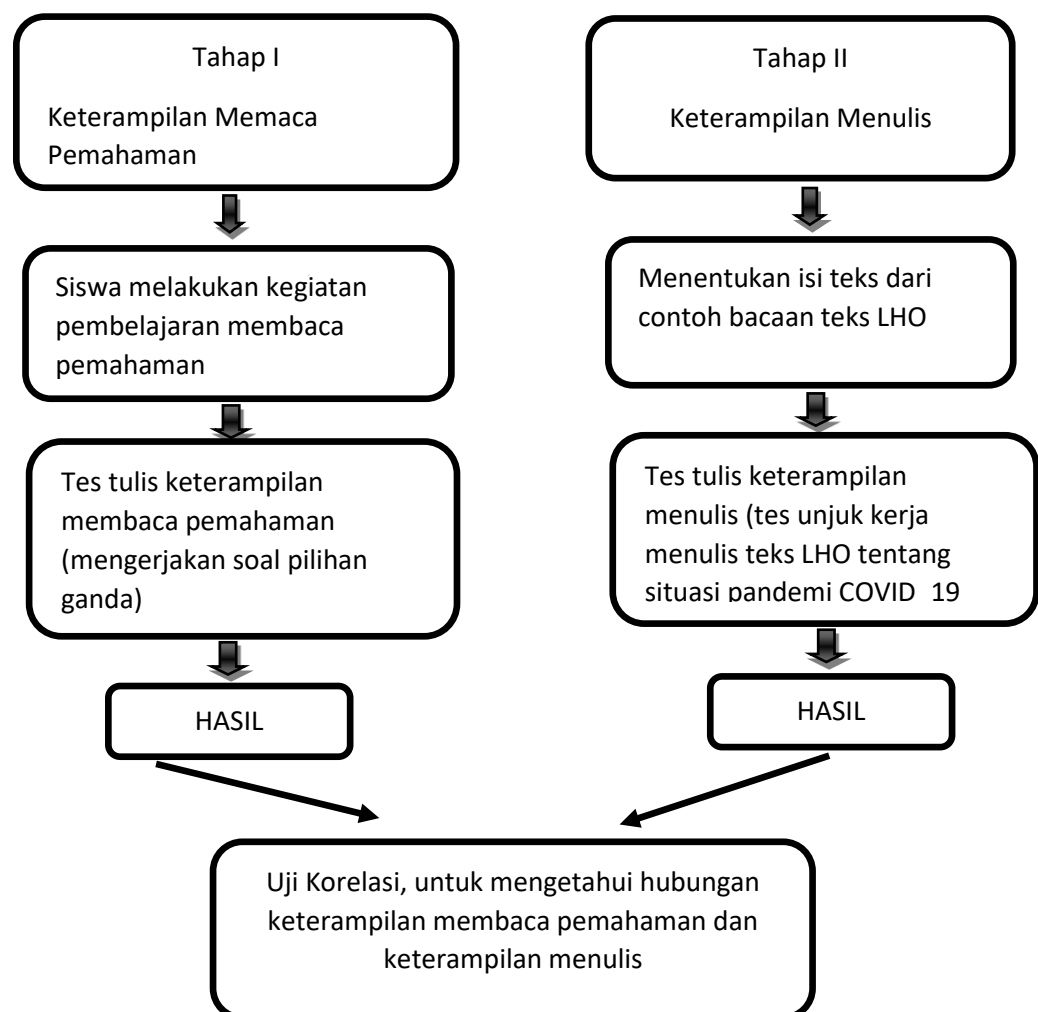 Tahap I
Keterampilan Memaca
Pemahaman
Siswa melakukan kegiatan
pembelajaran membaca
pemahaman
Tes tulis keterampilan
membaca pemahaman
(mengerjakan soal pilihan
ganda)
HASIL
Tahap II
Keterampilan Menulis
Menentukan isi teks dari
contoh bacaan teks LHO
Tes tulis keterampilan
menulis (tes unjuk kerja
menulis teks LHO tentang
situasi pandemi COVID_19
HASIL
Uji Korelasi, untuk mengetahui hubungan
keterampilan membaca pemahaman dan
keterampilan menulis